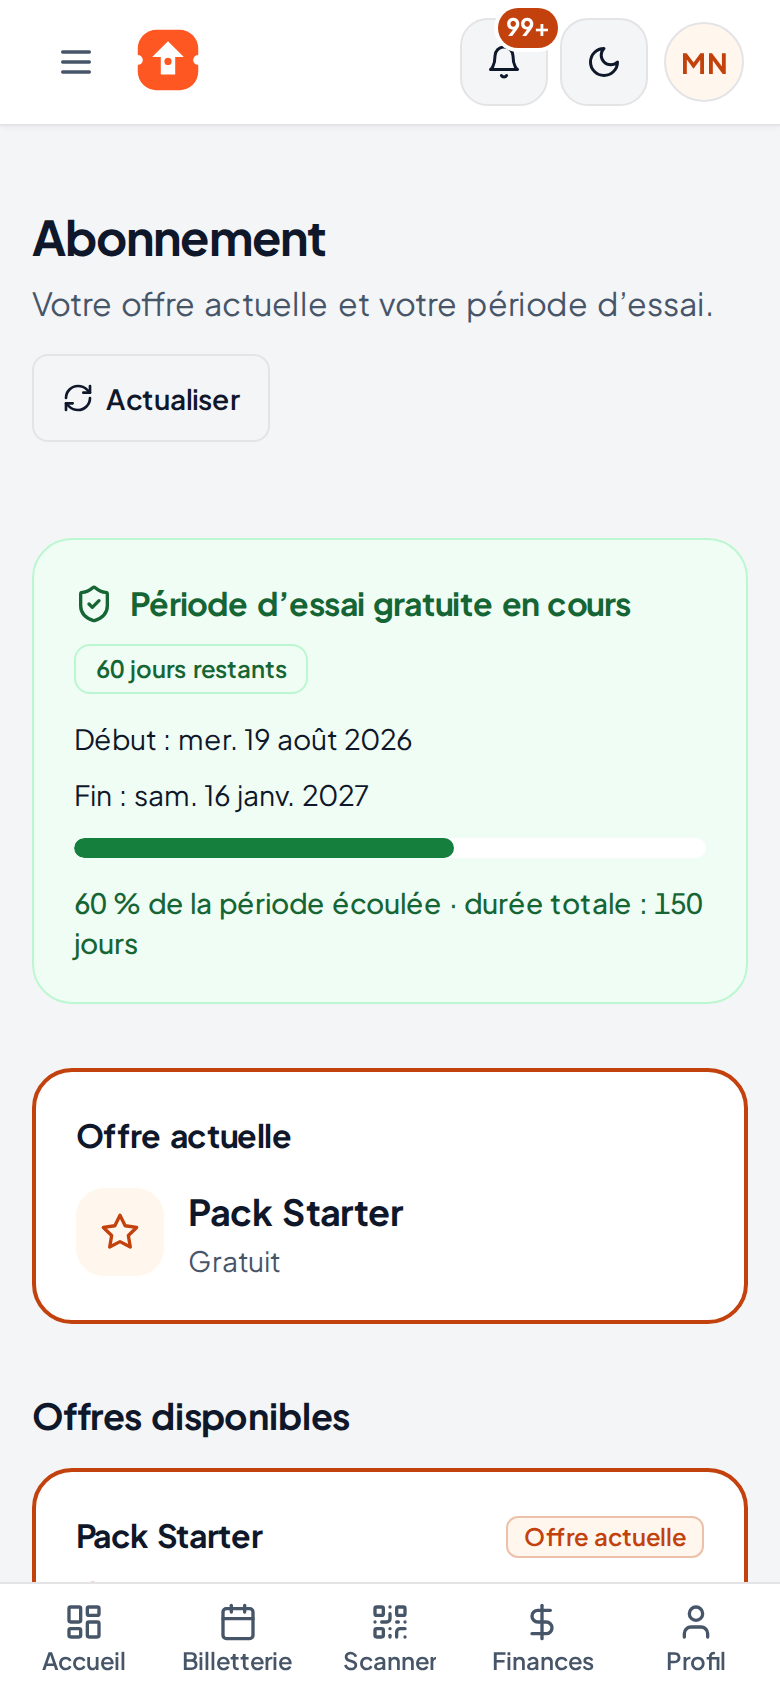 99+
MN
Abonnement
Votre offre actuelle et votre période d’essai.
Actualiser
Période d’essai gratuite en cours
60 jours restants
Début : mer. 19 août 2026
Fin : sam. 16 janv. 2027
60 % de la période écoulée · durée totale : 150
jours
Offre actuelle
Pack Starter
Gratuit
Offres disponibles
Pack Starter
Offre actuelle
Accueil
Billetterie
Scanner
Finances
Profil